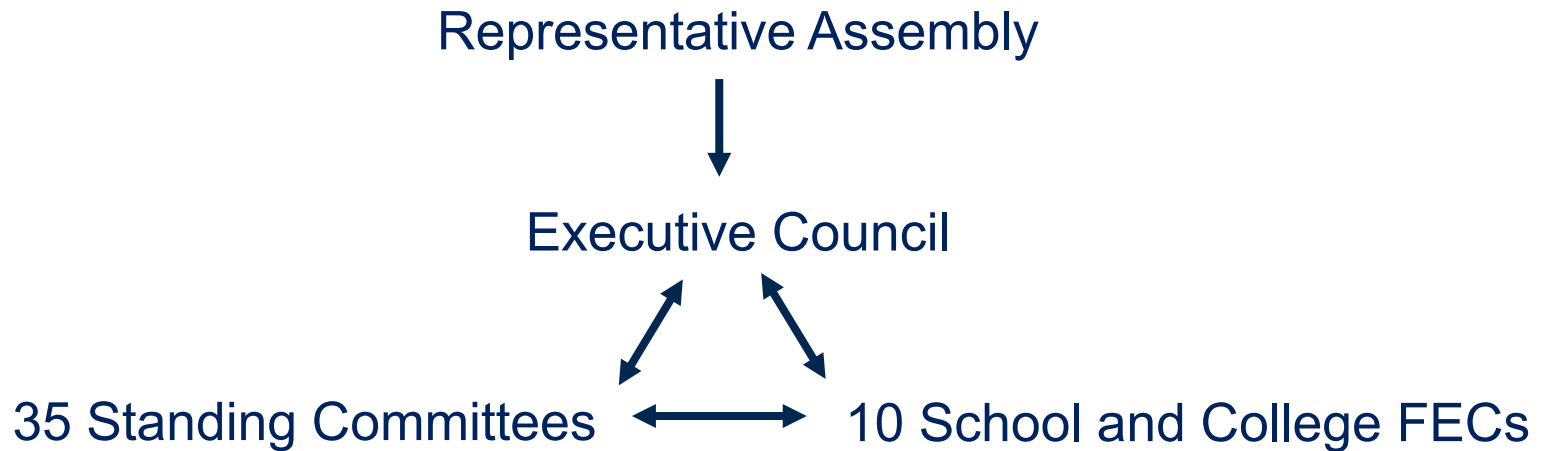 Representative Assembly
Executive Council
35 Standing Committees
10 School and College FECs